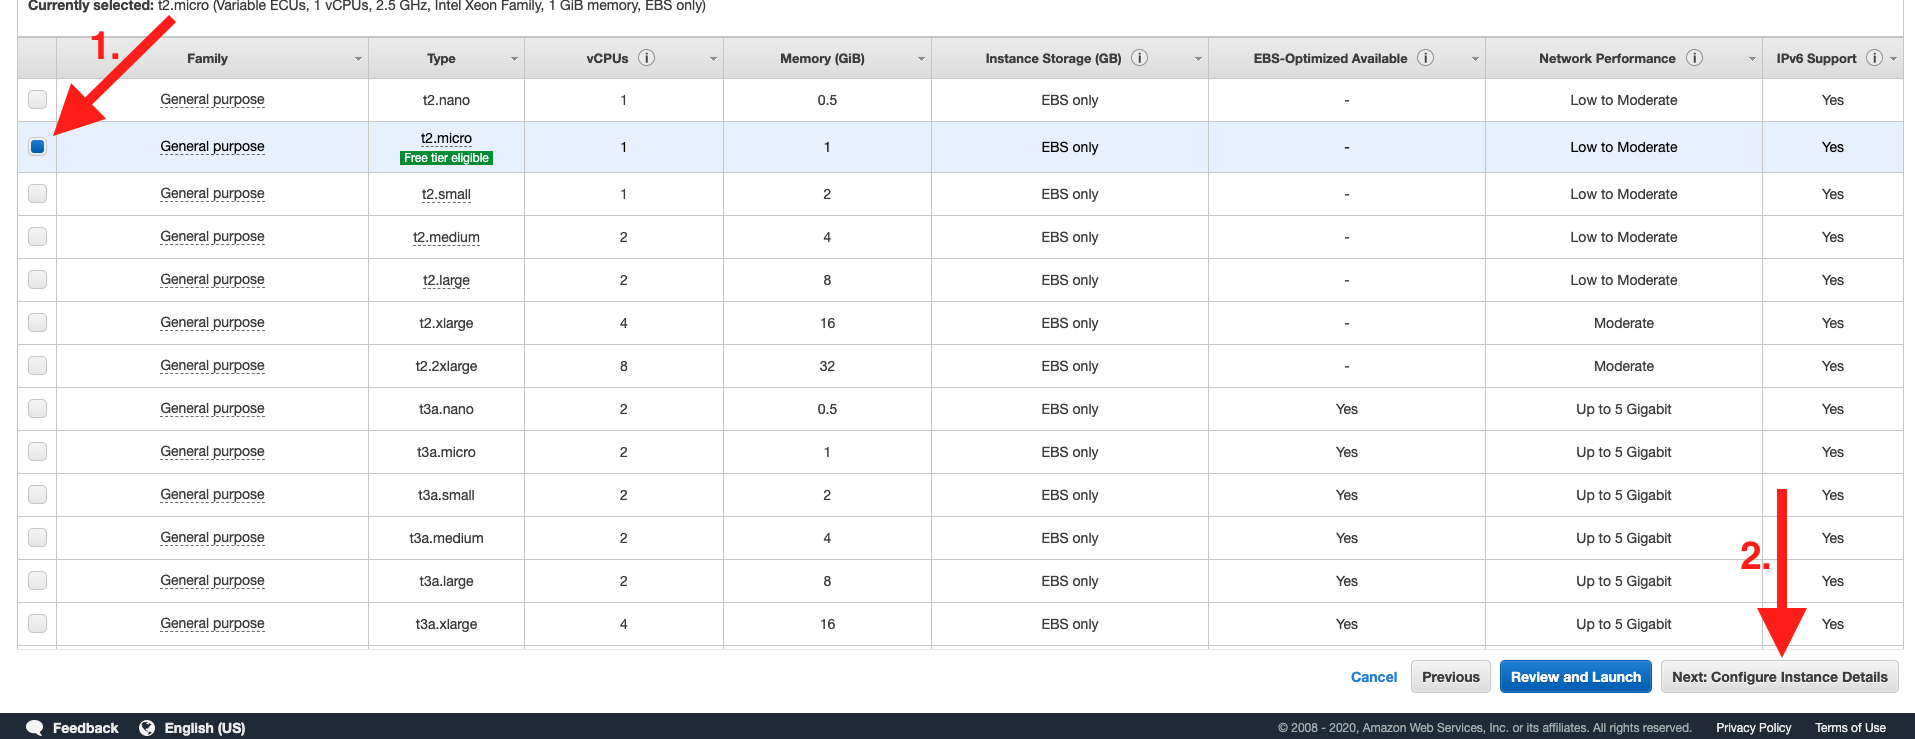 Currently selected: t2.micro (Variable ECUs, 1 vCPUs, 2.5 GHz, Intel Xeon Family, 1 GiB memory, EBS only)
1.
Family Type vCPUs i Memory (GiB) Instance Storage (GB) i EBS-Optimized Available i Network Performance i IPv6 Support i
General purpose t2.nano 1 0.5 EBS only - Low to Moderate Yes
General purpose t2.micro 1 1 EBS only - Low to Moderate Yes
Free tier eligible
General purpose t2.small 1 2 EBS only - Low to Moderate Yes
General purpose t2.medium 2 4 EBS only - Low to Moderate Yes
General purpose t2.large 2 8 EBS only - Low to Moderate Yes
General purpose t2.xlarge 4 16 EBS only - Moderate Yes
General purpose t2.2xlarge 8 32 EBS only - Moderate Yes
General purpose t3a.nano 2 0.5 EBS only Yes Up to 5 Gigabit Yes
General purpose t3a.micro 2 1 EBS only Yes Up to 5 Gigabit Yes
General purpose t3a.small 2 2 EBS only Yes Up to 5 Gigabit Yes
General purpose t3a.medium 2 4 EBS only Yes Up to 5 Gigabit Yes
2.
General purpose t3a.large 2 8 EBS only Yes Up to 5 Gigabit Yes
General purpose t3a.xlarge 4 16 EBS only Yes Up to 5 Gigabit Yes
Cancel Previous Review and Launch Next: Configure Instance Details
Feedback English (US) © 2008 - 2020, Amazon Web Services, Inc. or its affiliates. All rights reserved. Privacy Policy Terms of Use